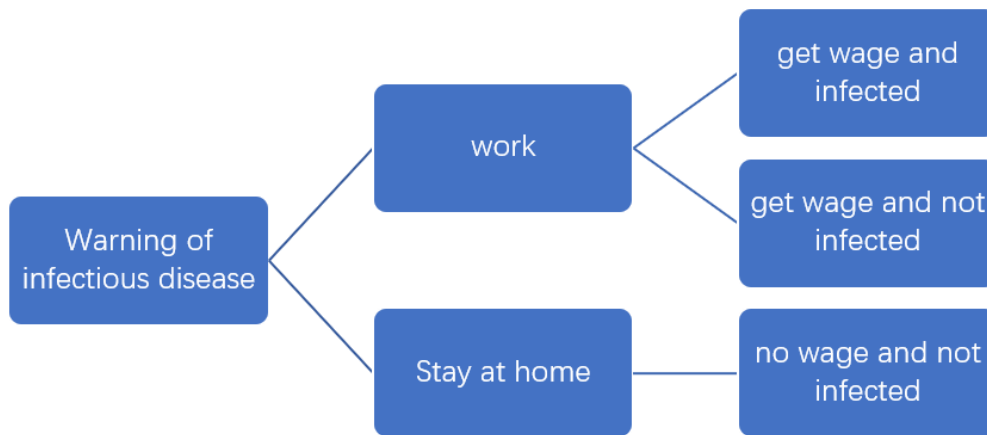 Warning of
infectious disease
work
Stay at home
get wage and
infected
get wage and not
infected
no wage and not
infected